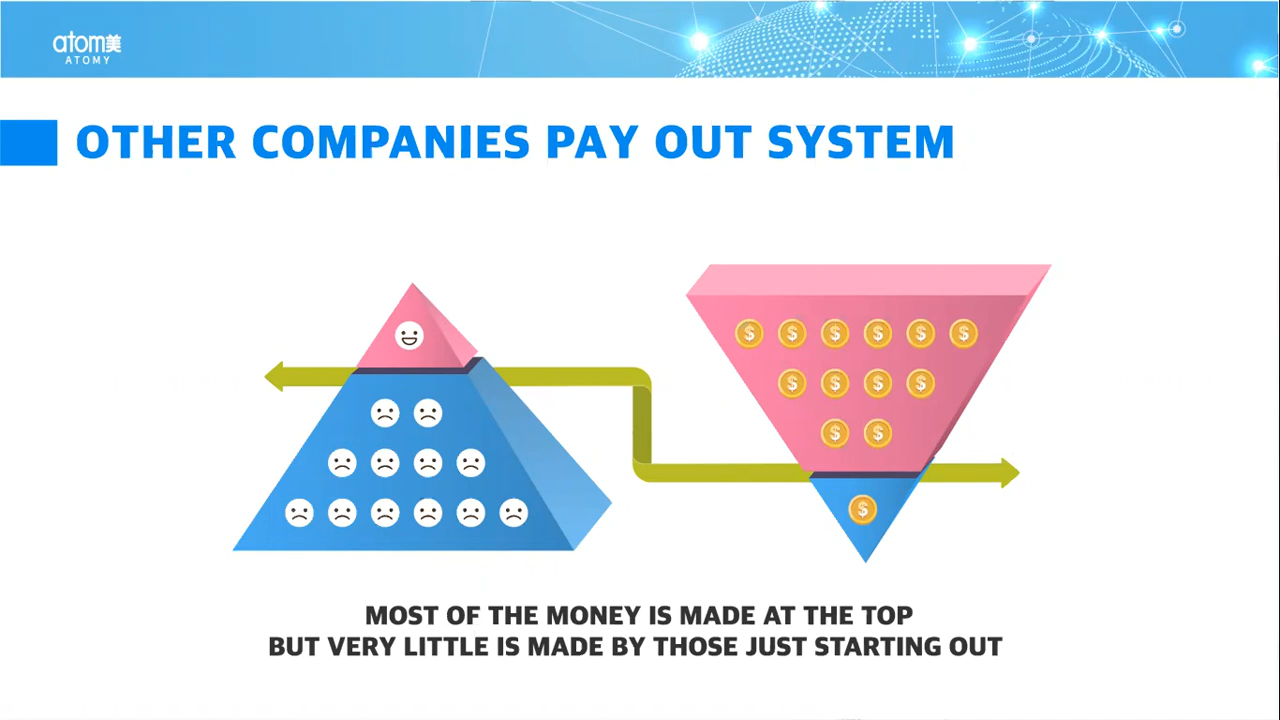 atom美
ATOMY
OTHER COMPANIES PAY OUT SYSTEM
$ $ $ $ $ $
$ $ $ $
$ $
$
MOST OF THE MONEY IS MADE AT THE TOP
BUT VERY LITTLE IS MADE BY THOSE JUST STARTING OUT